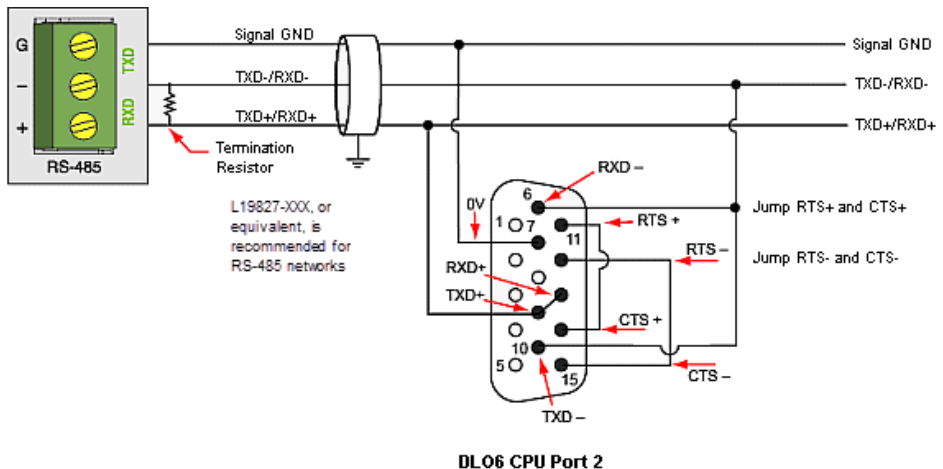 G
−
+
TXD
RXD
RS-485
Signal GND
TXD-/RXD-
TXD+/RXD+
Signal GND
TXD-/RXD-
TXD+/RXD+
Termination
Resistor
L19827-XXX, or
equivalent, is
recommended for
RS-485 networks
RXD –
6
0V
1
7
11
RTS +
Jump RTS+ and CTS+
RTS –
Jump RTS- and CTS-
RXD+
TXD+
CTS +
10
5
15
CTS –
TXD –
DL06 CPU Port 2